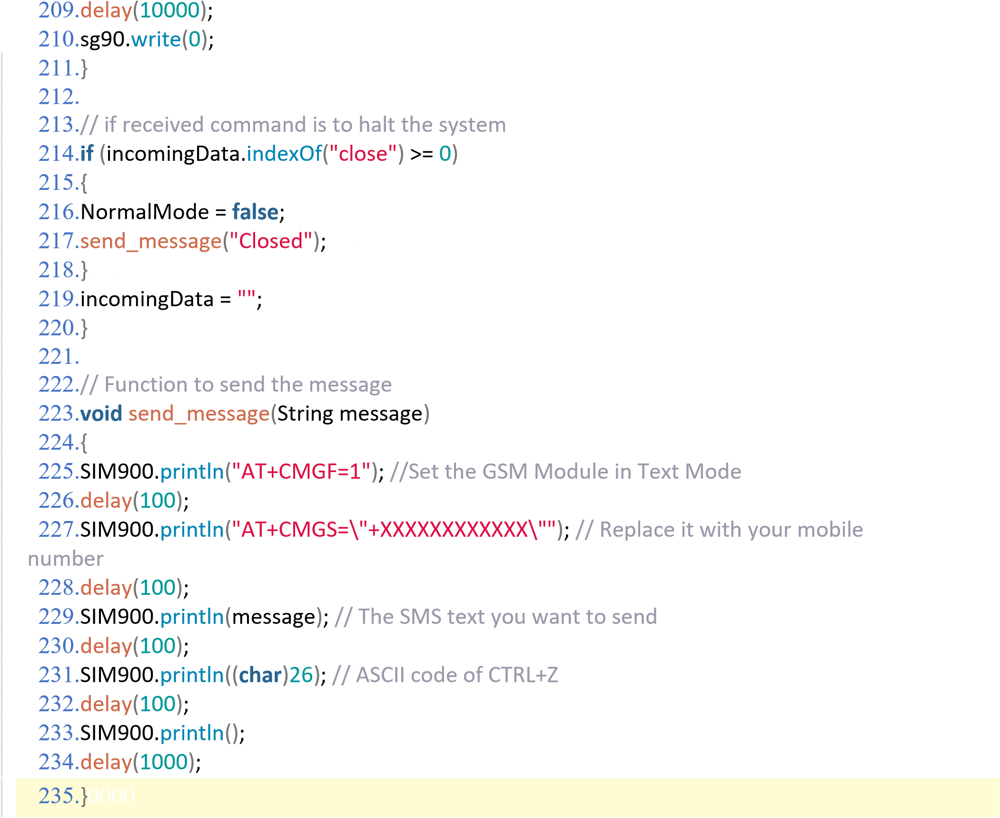 209.delay(10000);
210.sg90.write(0);
211.}
212.
213.// if received command is to halt the system
214.if (incomingData.indexOf("close") >= 0)
215.{
216.NormalMode = false;
217.send_message("Closed");
218.}
219.incomingData = "";
220.}
221.
222.// Function to send the message
223.void send_message(String message)
224.{
225.SIM900.println("AT+CMGF=1"); //Set the GSM Module in Text Mode
226.delay(100);
227.SIM900.println("AT+CMGS=\"+XXXXXXXXXXXX\""); // Replace it with your mobile
number
228.delay(100);
229.SIM900.println(message); // The SMS text you want to send
230.delay(100);
231.SIM900.println((char)26); // ASCII code of CTRL+Z
232.delay(100);
233.SIM900.println();
234.delay(1000);
235.}0000